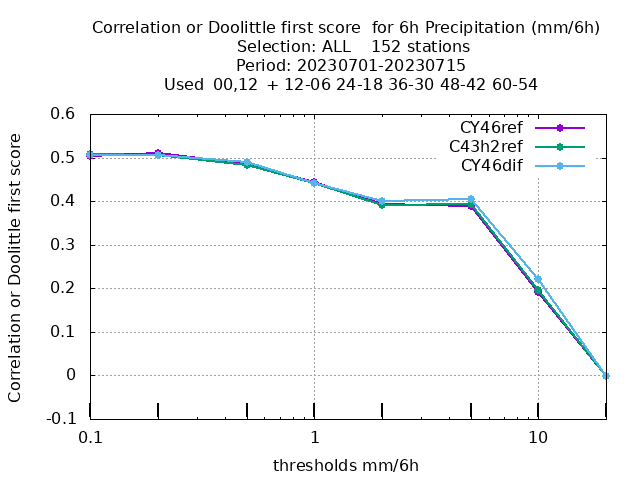 Correlation or Doolittle first score  for 6h Precipitation (mm/6h)
Selection: ALL    152 stations
Period: 20230701-20230715
Used  00,12  + 12-06 24-18 36-30 48-42 60-54
Correlation or Doolittle first score
0.6
0.5
0.4
0.3
0.2
0.1
0
-0.1
CY46ref
C43h2ref
CY46dif
0.1
1
10
thresholds mm/6h